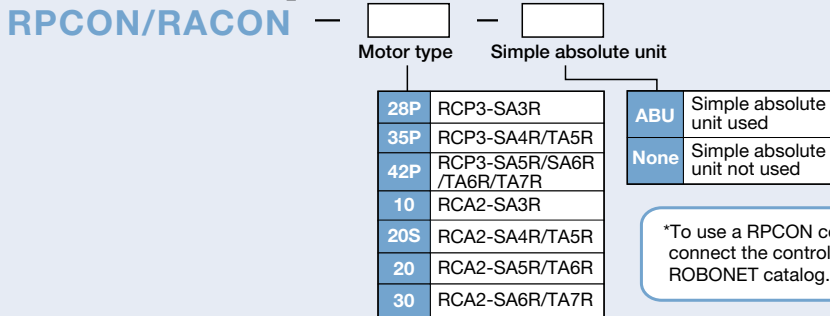 RPCON/RACON — —
Motor type Simple absolute unit
28P RCP3-SA3R
35P RCP3-SA4R/TA5R
42P RCP3-SA5R/SA6R
/TA6R/TA7R
10 RCA2-SA3R
20S RCA2-SA4R/TA5R
20 RCA2-SA5R/TA6R
30 RCA2-SA6R/TA7R
ABU Simple absolute
unit used
None Simple absolute
unit not used
*To use a RPCON
connect the control
ROBONET catalog.